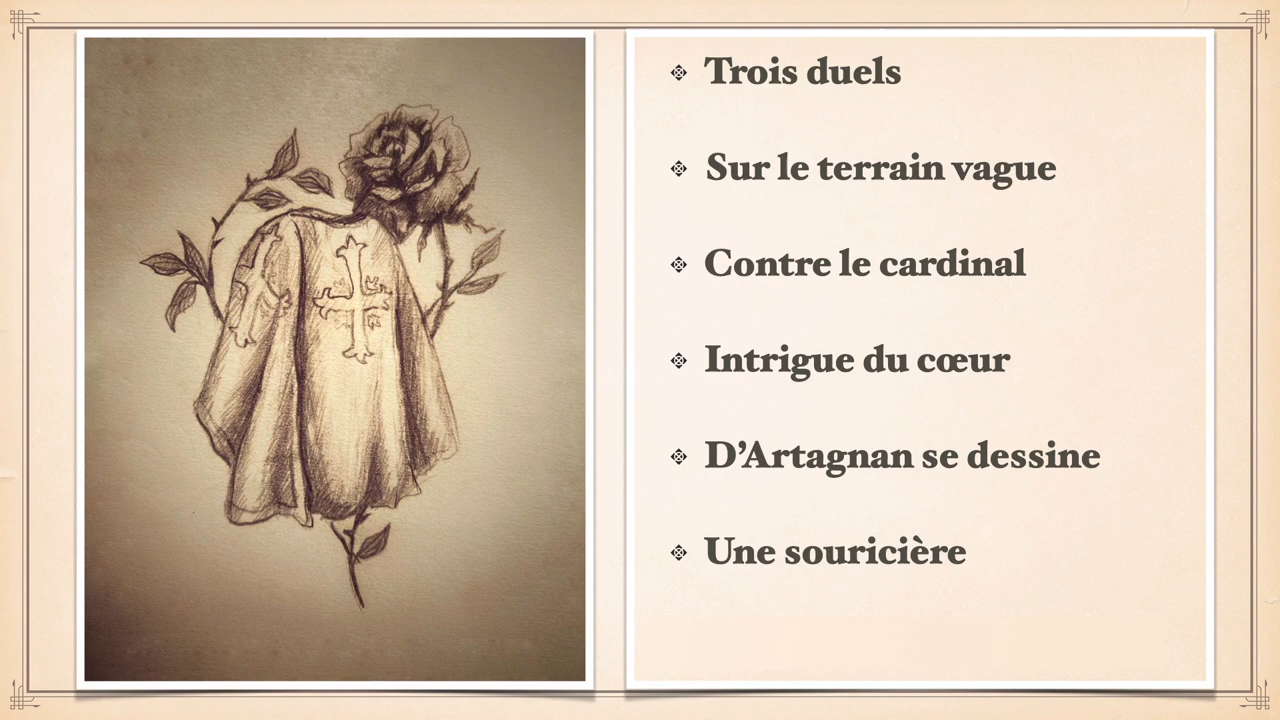 Trois duels
Sur le terrain vague
Contre le cardinal
Intrigue du cœur
D’Artagnan se dessine
Une souricière